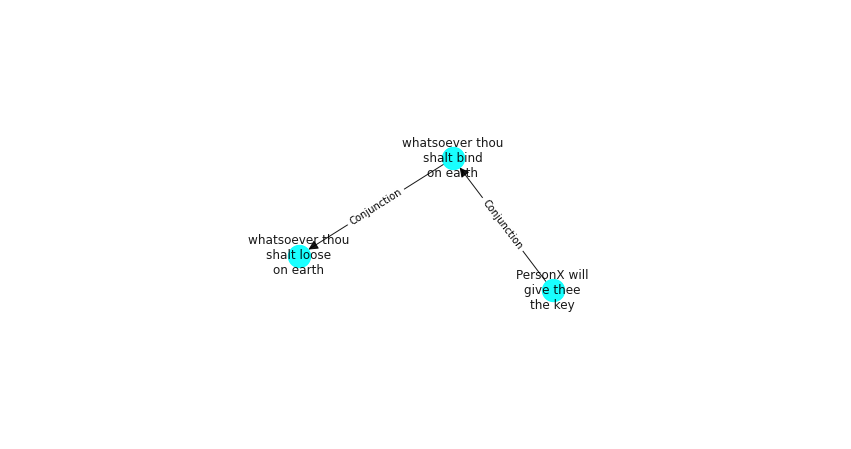 whatsoever thou
shalt bind
on earth
Conjunction
Conjunction
whatsoever thou
shalt loose
on earth
PersonX will
give thee
the key